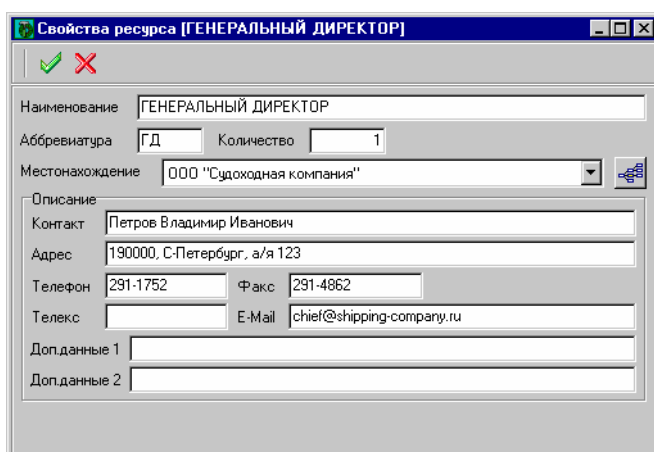 Свойства ресурса [ГЕНЕРАЛЬНЫЙ ДИРЕКТОР]
Наименование ГЕНЕРАЛЬНЫЙ ДИРЕКТОР
Аббревиатура ГД Количество 1
Местонахождение ООО "Судоходная компания"
Описание
Контакт Петров Владимир Иванович
Адрес 190000, С-Петербург, а/я 123
Телефон 291-1752 Факс 291-4862
Телекс E-Mail chief@shipping-company.ru
Доп.данные 1
Доп.данные 2